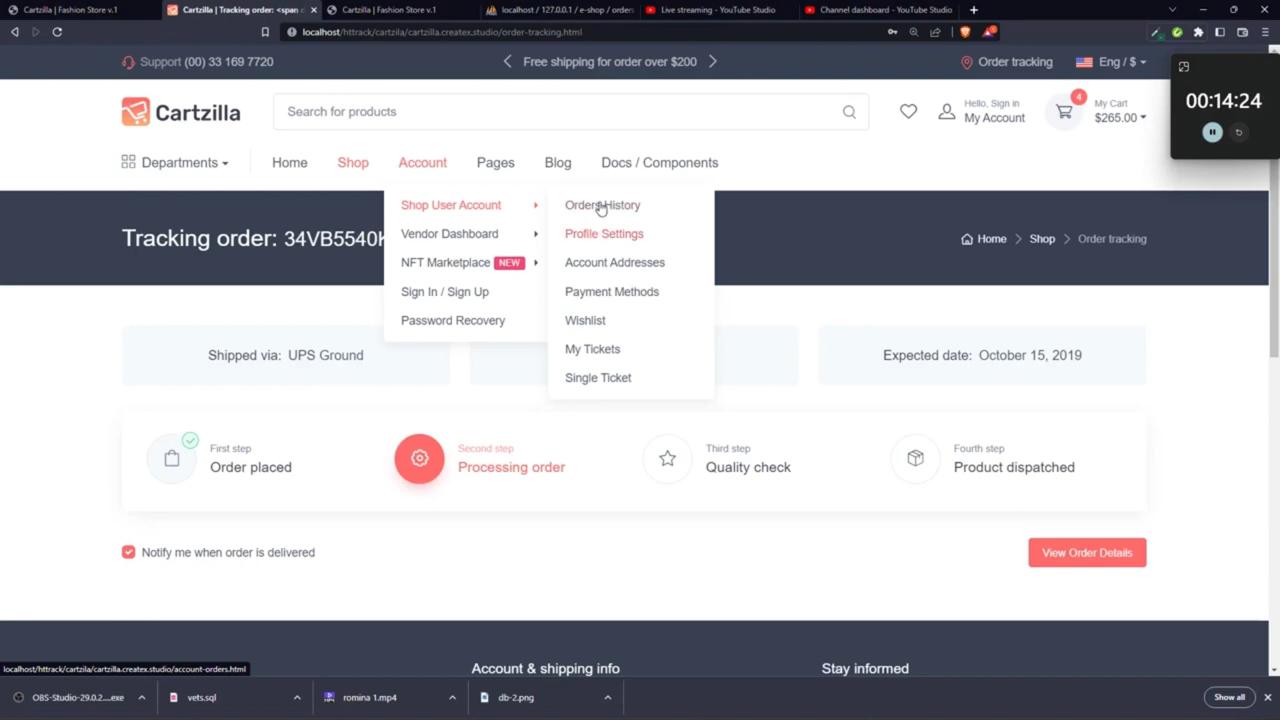 Cartzilla | Fashion Store v.1
Cartzilla | Tracking order: <span c
Cartzilla | Fashion Store v.1
localhost / 127.0.0.1 / e-shop / orders
Live streaming - YouTube Studio
Channel dashboard - YouTube Studio
localhost/httrack/cartzila/cartzilla.createx.studio/order-tracking.html
Support (00) 33 169 7720
Free shipping for order over $200
Order tracking
Eng / $
00:14:24
Cartzilla
Search for products
Hello, Sign in
My Account
4
My Cart
$265.00
Departments
Home
Shop
Account
Pages
Blog
Docs / Components
Shop User Account
Vendor Dashboard
NFT Marketplace NEW
Sign In / Sign Up
Password Recovery
Orders History
Profile Settings
Account Addresses
Payment Methods
Wishlist
My Tickets
Single Ticket
Tracking order: 34VB5540K
Home
Shop
Order tracking
Shipped via: UPS Ground
Expected date: October 15, 2019
First step
Order placed
Second step
Processing order
Third step
Quality check
Fourth step
Product dispatched
Notify me when order is delivered
View Order Details
Account & shipping info
Stay informed
localhost/httrack/cartzila/cartzilla.createx.studio/account-orders.html
OBS-Studio-29.0.2....exe
vets.sql
romina 1.mp4
db-2.png
Show all